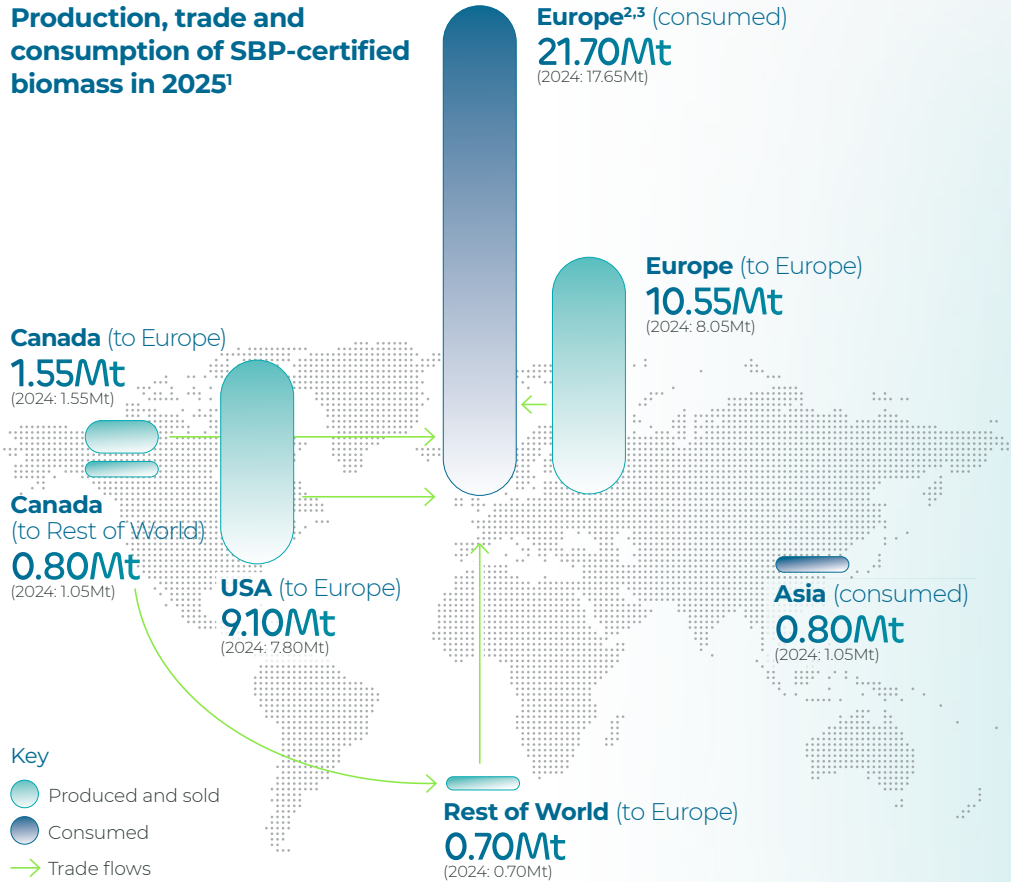 Production, trade and
consumption of SBP-certified
biomass in 2025¹
Europe²,³ (consumed)
21.70Mt
(2024: 17.65Mt)
Europe (to Europe)
10.55Mt
(2024: 8.05Mt)
Canada (to Europe)
1.55Mt
(2024: 1.55Mt)
Canada
(to Rest of World)
0.80Mt
(2024: 1.05Mt)
USA (to Europe)
9.10Mt
(2024: 7.80Mt)
Asia (consumed)
0.80Mt
(2024: 1.05Mt)
Rest of World (to Europe)
0.70Mt
(2024: 0.70Mt)
Key
Produced and sold
Consumed
Trade flows